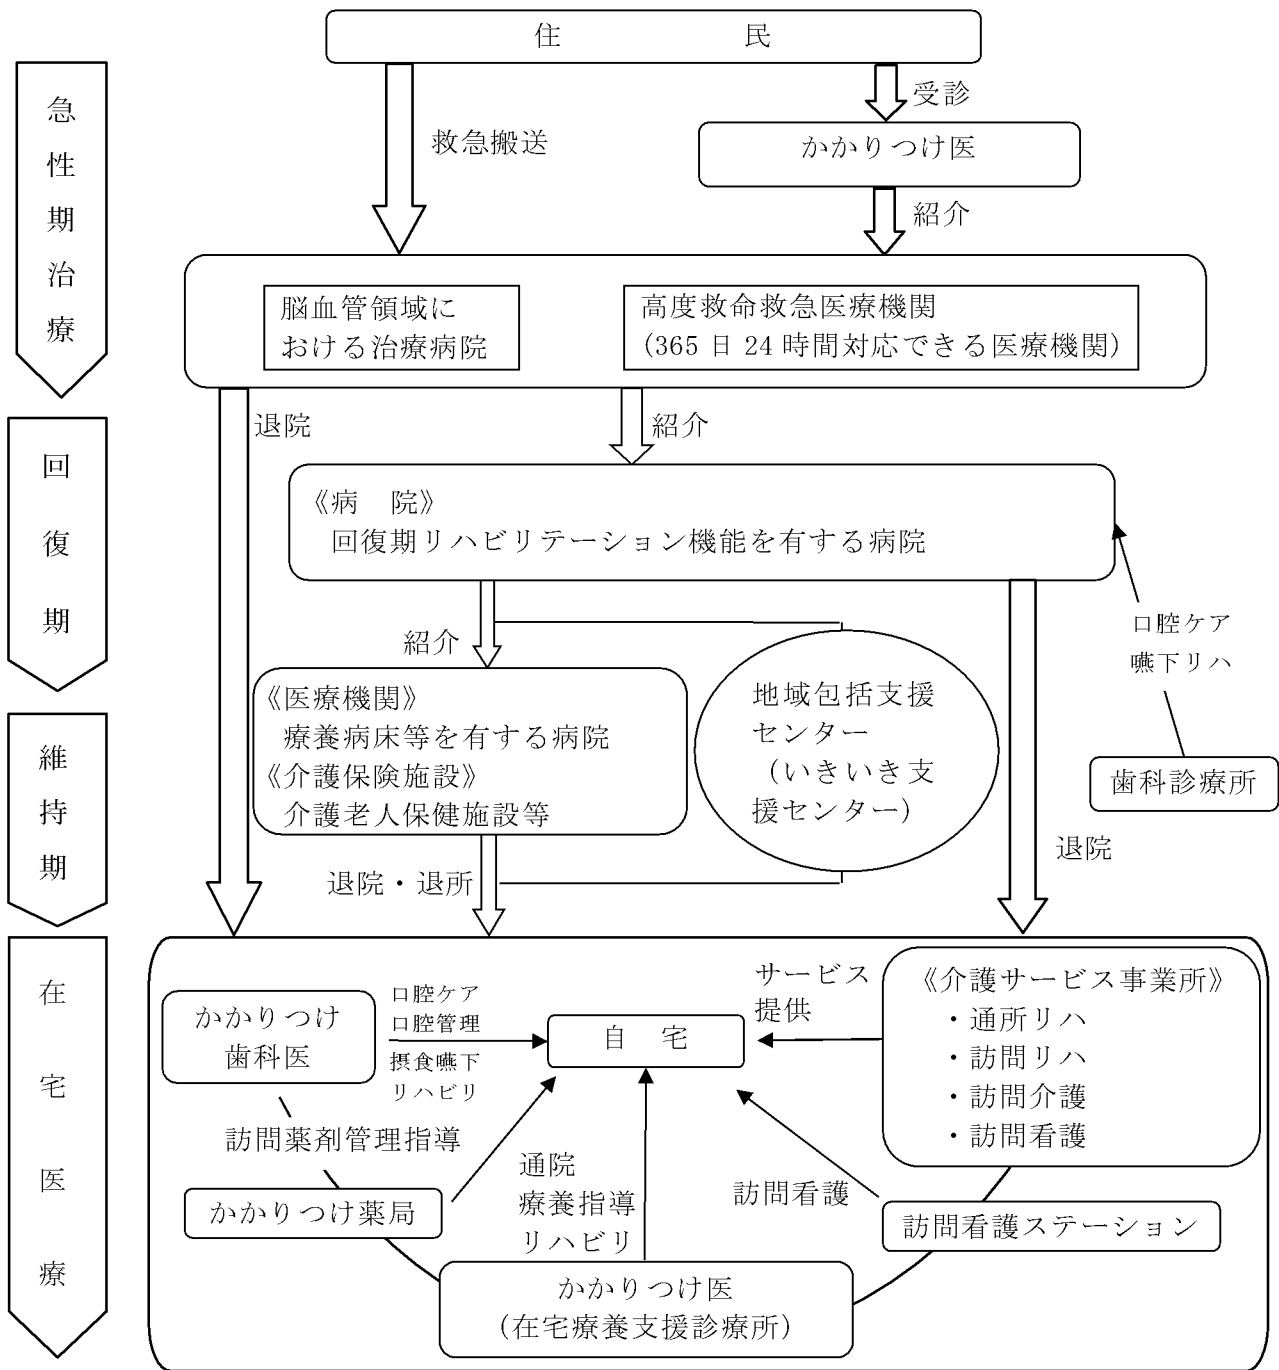 住 民
急性期治療
受診
救急搬送
かかりつけ医
紹介
脳血管領域に
おける治療病院
高度救命救急医療機関
(365 日 24 時間対応できる医療機関)
退院
紹介
回復期
《病 院》
回復期リハビリテーション機能を有する病院
口腔ケア
嚥下リハ
紹介
《医療機関》
療養病床等を有する病院
《介護保険施設》
介護老人保健施設等
地域包括支援
センター
（いきいき支
援センター）
歯科診療所
維持期
退院
退院・退所
在宅医療
かかりつけ
歯科医
口腔ケア
口腔管理
摂食嚥下
リハビリ
自 宅
サービス
提供
《介護サービス事業所》
・通所リハ
・訪問リハ
・訪問介護
・訪問看護
訪問薬剤管理指導
かかりつけ薬局
通院
療養指導
リハビリ
訪問看護
訪問看護ステーション
かかりつけ医
(在宅療養支援診療所)